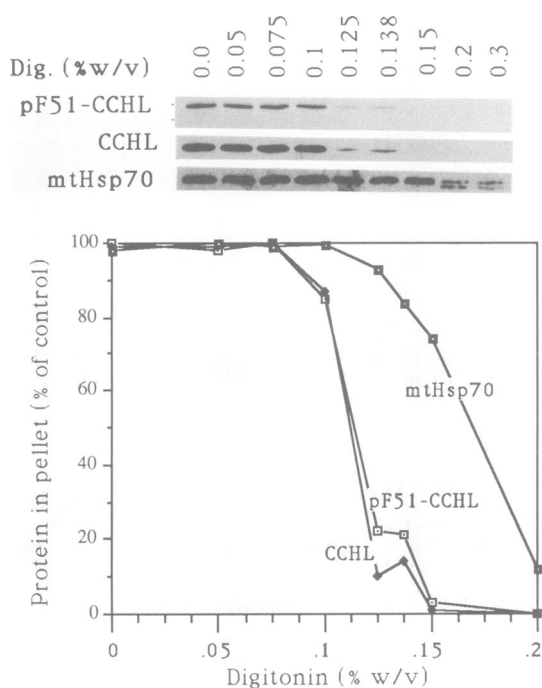 Dig. (%w/v) 0.0 0.05 0.075 0.1 0.125 0.138 0.15 0.2 0.3
pF51-CCHL
CCHL
mtHsp70
100
80
60
40
20
0
Protein in pellet (% of control)
mtHsp70
pF51-CCHL
CCHL
0 .05 .1 .15 .2
Digitonin (% w/v)